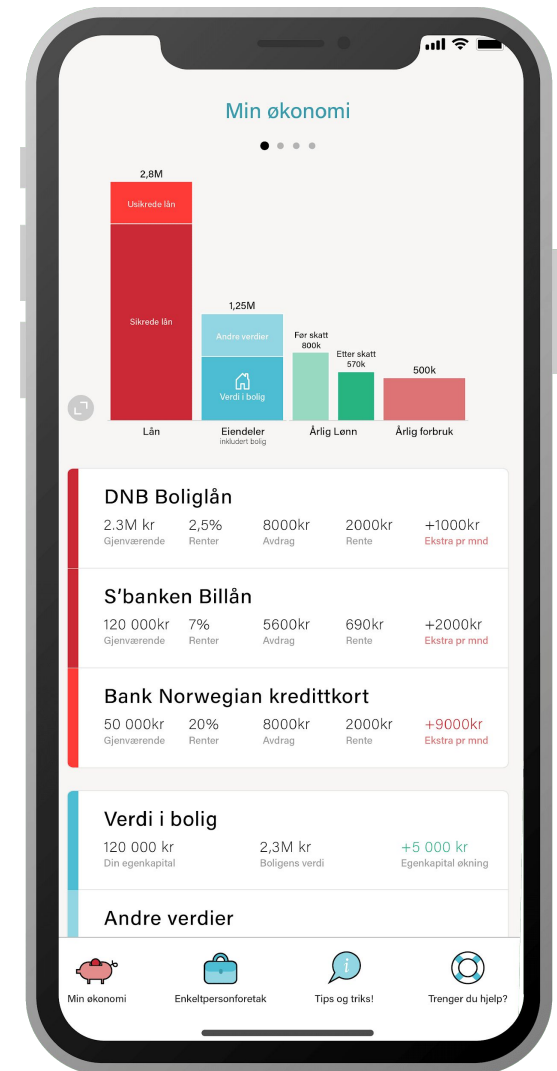 Min økonomi
2,8M
Usikrede lån
Sikrede lån
1,25M
Andre verdier
Verdi i bolig
Før skatt
800k
Etter skatt
570k
500k
Lån
Eiendeler
inkludert bolig
Årlig Lønn
Årlig forbruk
DNB Boliglån
2.3M kr 2,5% 8000kr 2000kr +1000kr
Gjenværende Renter Avdrag Rente Ekstra pr mnd
S'banken Billån
120 000kr 7% 5600kr 690kr +2000kr
Gjenværende Renter Avdrag Rente Ekstra pr mnd
Bank Norwegian kredittkort
50 000kr 20% 8000kr 2000kr +9000kr
Gjenværende Renter Avdrag Rente Ekstra pr mnd
Verdi i bolig
120 000 kr 2,3M kr +5 000 kr
Din egenkapital Boligens verdi Egenkapital økning
Andre verdier
i
Min økonomi Enkeltpersonforetak Tips og triks! Trenger du hjelp?